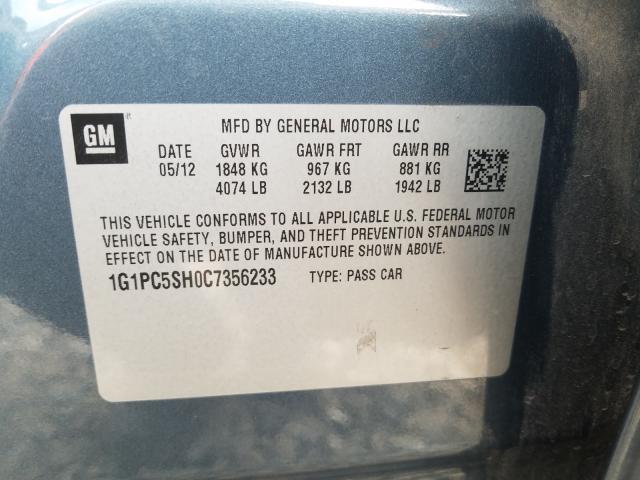 GM
MFD BY GENERAL MOTORS LLC
DATE GVWR GAWR FRT GAWR RR
05/12 1848 KG 967 KG 881 KG
4074 LB 2132 LB 1942 LB
THIS VEHICLE CONFORMS TO ALL APPLICABLE U.S. FEDERAL MOTOR
VEHICLE SAFETY, BUMPER, AND THEFT PREVENTION STANDARDS IN
EFFECT ON THE DATE OF MANUFACTURE SHOWN ABOVE.
1G1PC5SH0C7356233 TYPE: PASS CAR